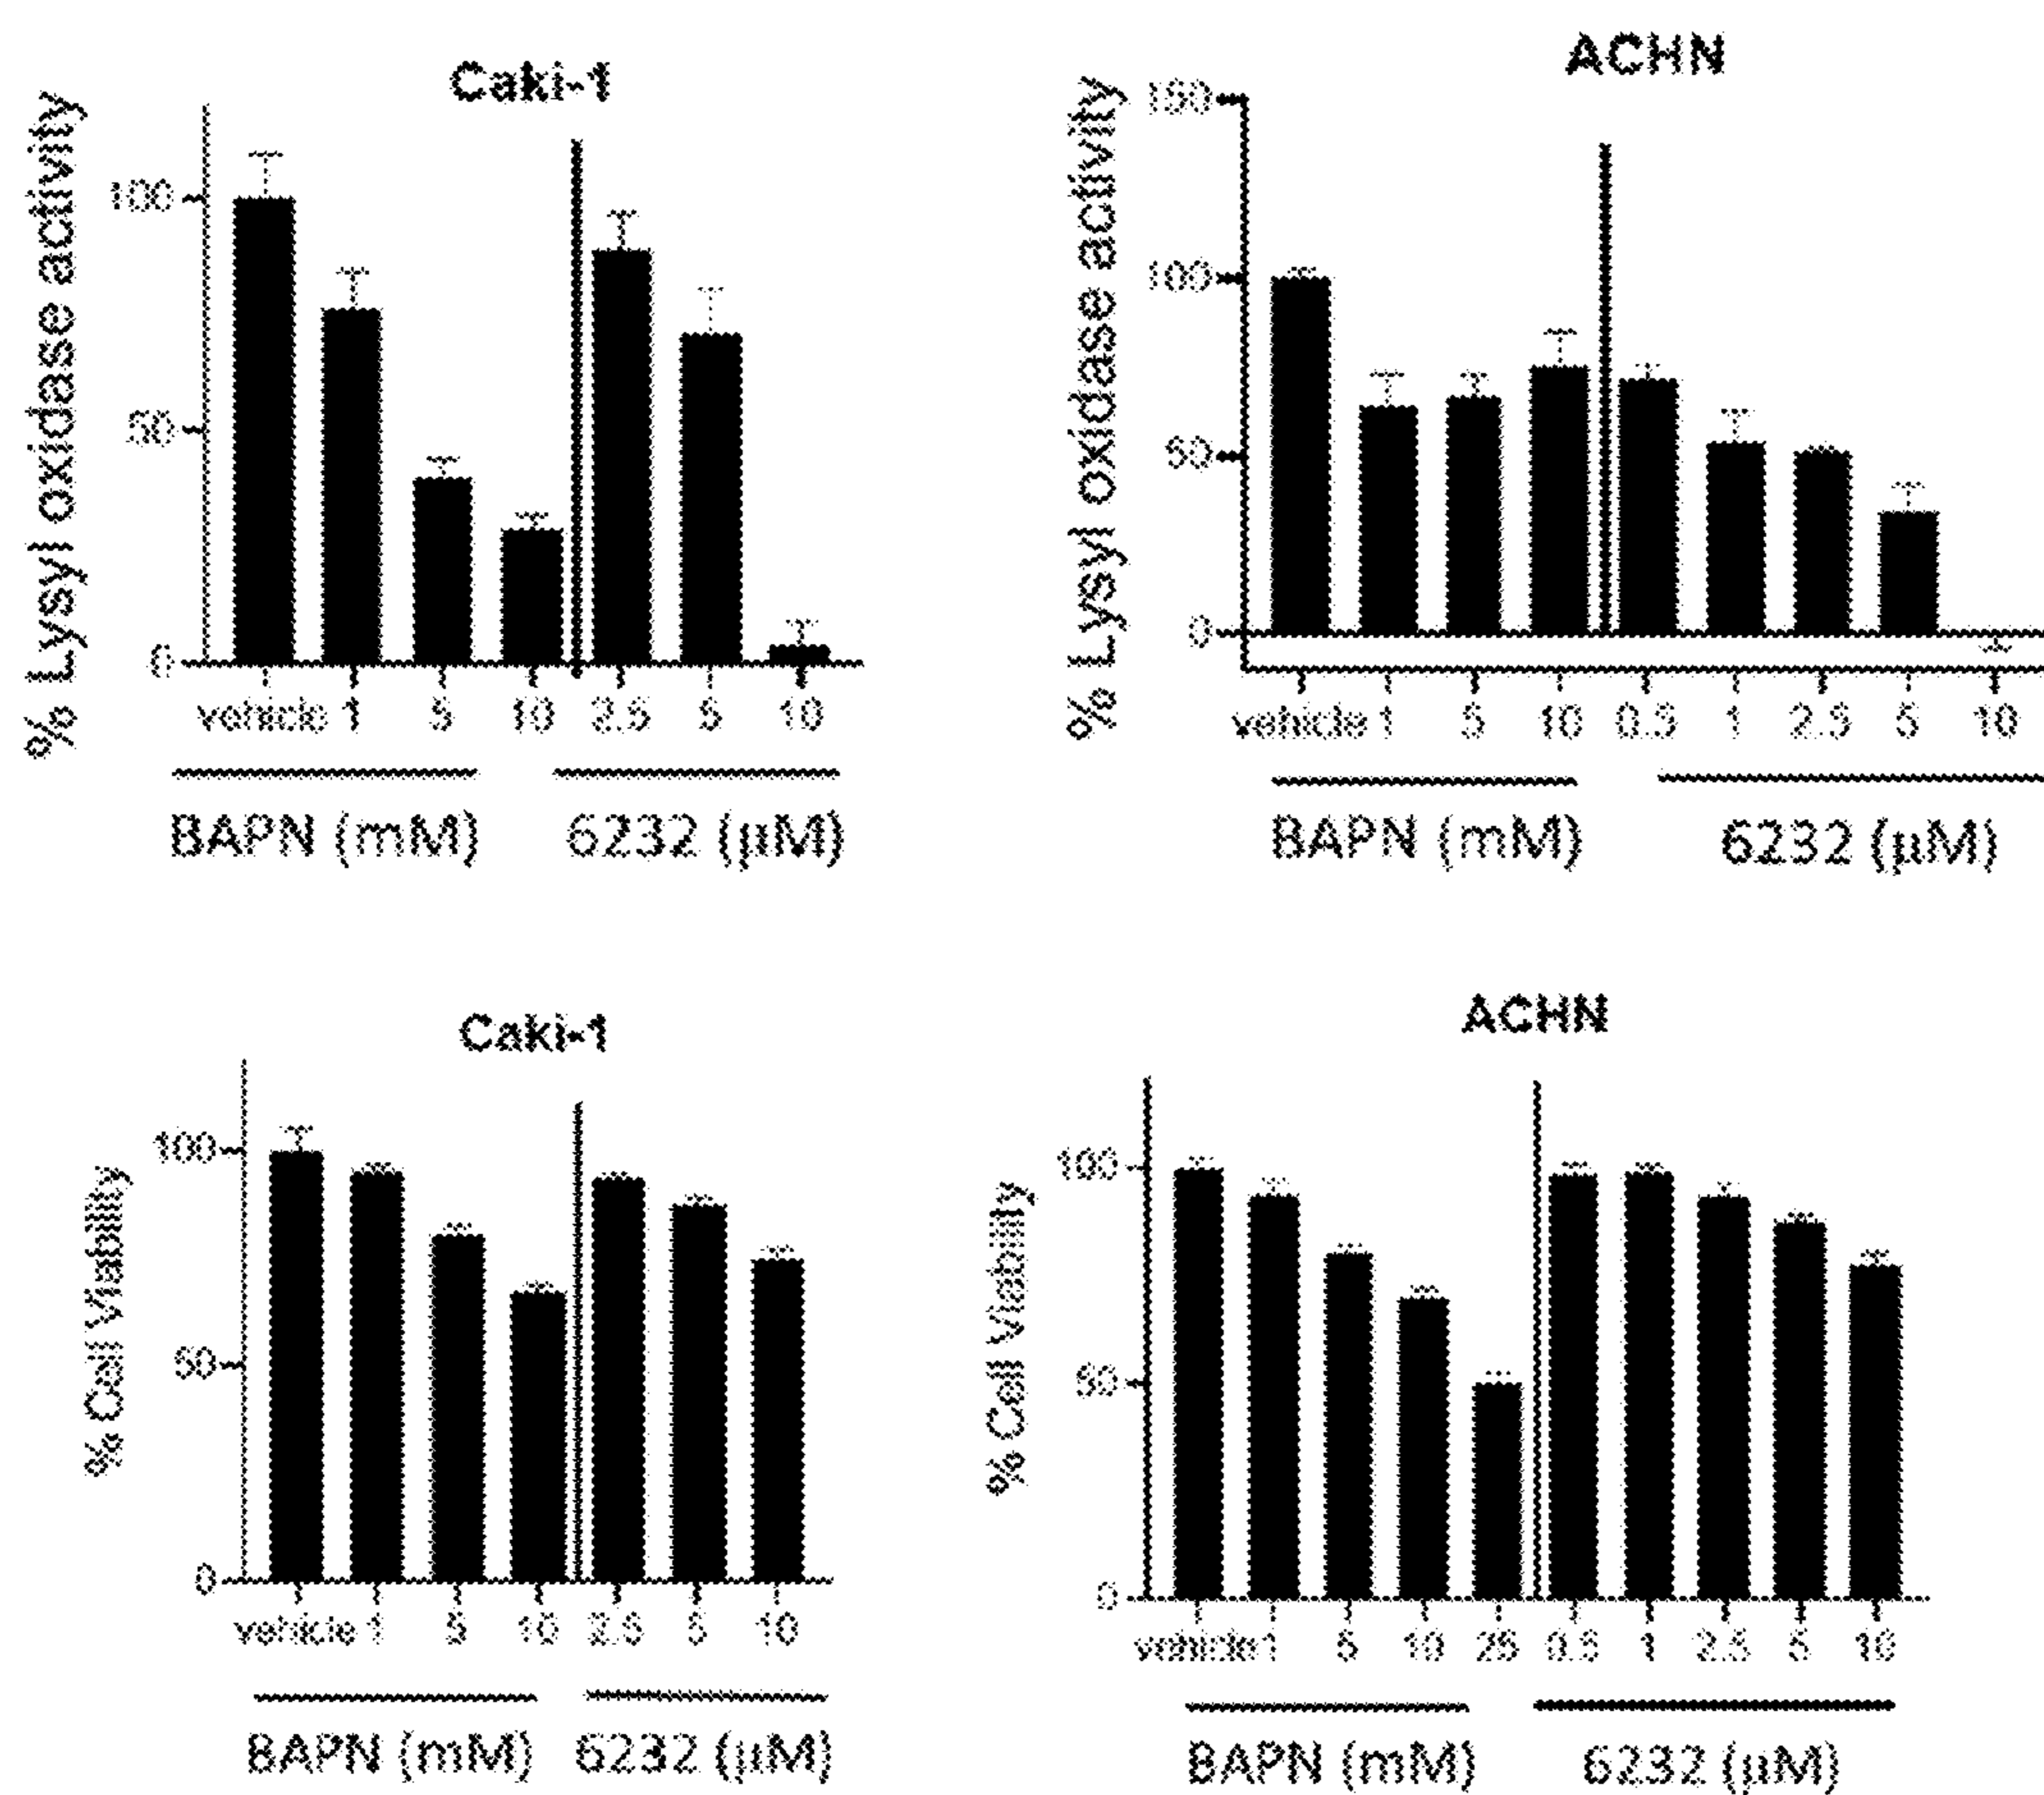 Caki-1
% Lysyl oxidase activity
100
50
0
vehicle 1 5 10 2.5 5 10
BAPN (mM) 6232 (µM)
ACHN
% Lysyl oxidase activity
150
100
50
0
vehicle 1 5 10 0.5 1 2.5 5 10
BAPN (mM) 6232 (µM)
Caki-1
% Cell Viability
100
50
0
vehicle 1 5 10 2.5 5 10
BAPN (mM) 6232 (µM)
ACHN
% Cell Viability
100
50
0
vehicle 1 5 10 25 0.5 1 2.5 5 10
BAPN (mM) 6232 (µM)